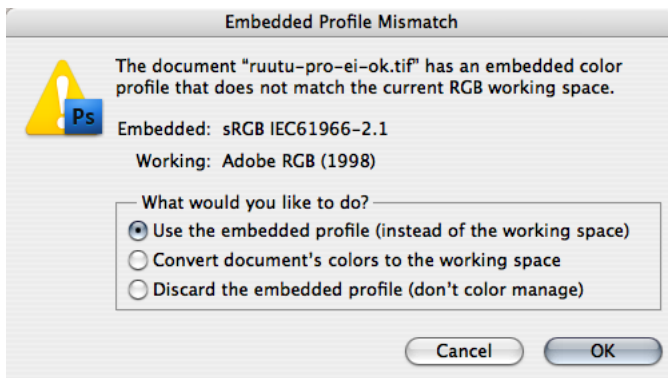 Embedded Profile Mismatch
The document “ruutu-pro-ei-ok.tif” has an embedded color
profile that does not match the current RGB working space.
Ps
Embedded: sRGB IEC61966-2.1
Working: Adobe RGB (1998)
What would you like to do?
Use the embedded profile (instead of the working space)
Convert document's colors to the working space
Discard the embedded profile (don't color manage)
Cancel OK